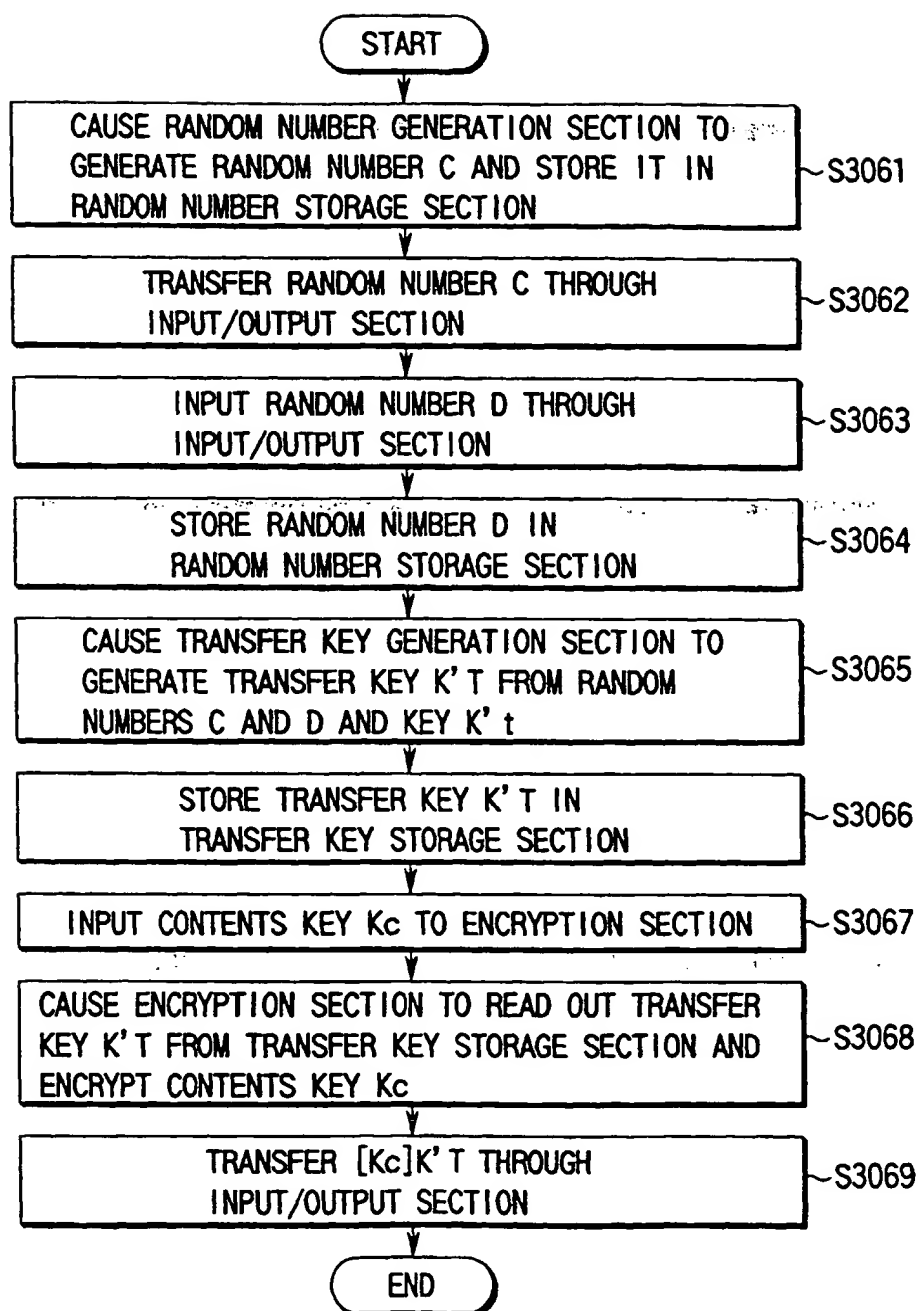 START
CAUSE RANDOM NUMBER GENERATION SECTION TO
GENERATE RANDOM NUMBER C AND STORE IT IN
RANDOM NUMBER STORAGE SECTION
S3061
TRANSFER RANDOM NUMBER C THROUGH
INPUT/OUTPUT SECTION
S3062
INPUT RANDOM NUMBER D THROUGH
INPUT/OUTPUT SECTION
S3063
STORE RANDOM NUMBER D IN
RANDOM NUMBER STORAGE SECTION
S3064
CAUSE TRANSFER KEY GENERATION SECTION TO
GENERATE TRANSFER KEY K'T FROM RANDOM
NUMBERS C AND D AND KEY K't
S3065
STORE TRANSFER KEY K'T IN
TRANSFER KEY STORAGE SECTION
S3066
INPUT CONTENTS KEY Kc TO ENCRYPTION SECTION
S3067
CAUSE ENCRYPTION SECTION TO READ OUT TRANSFER
KEY K'T FROM TRANSFER KEY STORAGE SECTION AND
ENCRYPT CONTENTS KEY Kc
S3068
TRANSFER [Kc]K'T THROUGH
INPUT/OUTPUT SECTION
S3069
END